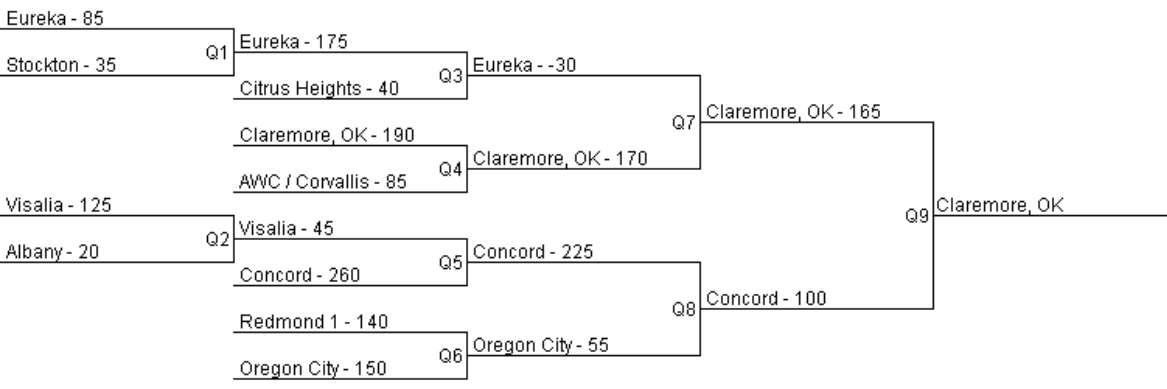 Eureka - 85
Stockton - 35
Q1
Eureka - 175
Citrus Heights - 40
Q3
Eureka - -30
Claremore, OK - 190
AWC / Corvallis - 85
Q4
Claremore, OK - 170
Q7
Claremore, OK - 165
Visalia - 125
Albany - 20
Q2
Visalia - 45
Concord - 260
Q5
Concord - 225
Redmond 1 - 140
Oregon City - 150
Q6
Oregon City - 55
Q8
Concord - 100
Q9
Claremore, OK